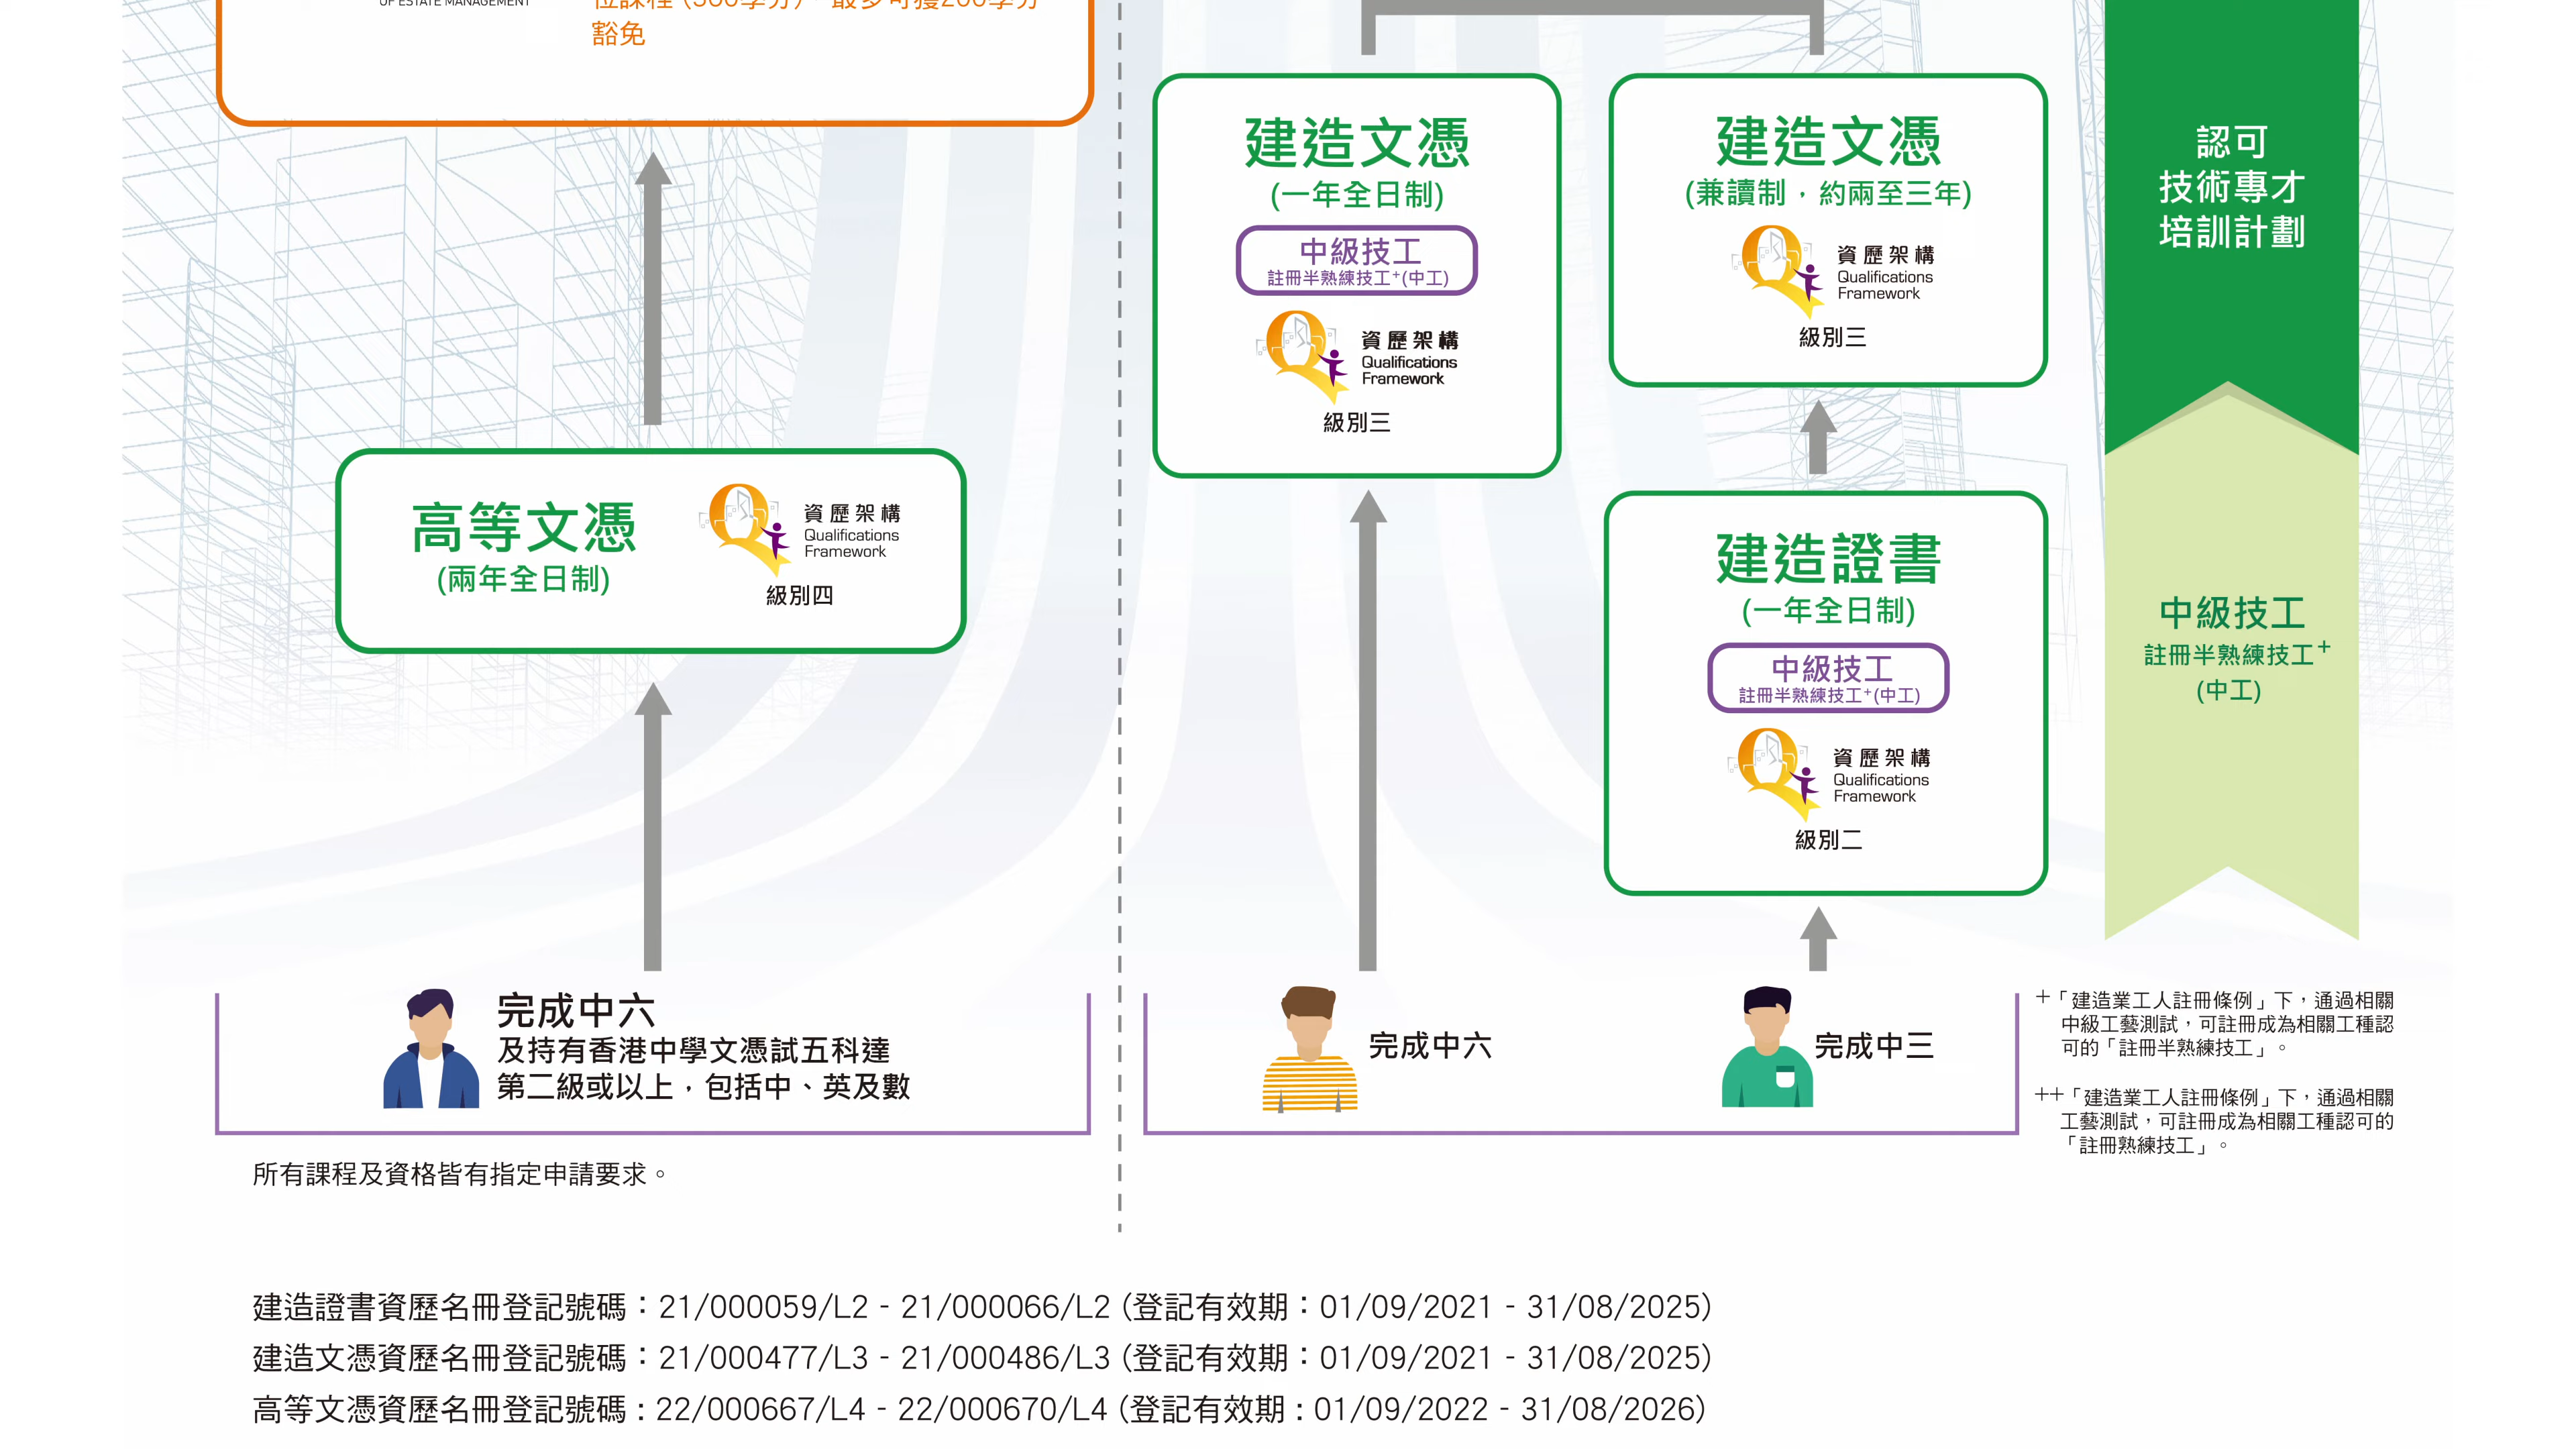 OF ESTATE MANAGEMENT
豁免
建造文憑
(一年全日制)
中級技工
註冊半熟練技工+(中工)
資歷架構
Qualifications
Framework
級別三
建造文憑
(兼讀制，約兩至三年)
資歷架構
Qualifications
Framework
級別三
認可
技術專才
培訓計劃
高等文憑
(兩年全日制)
資歷架構
Qualifications
Framework
級別四
建造證書
(一年全日制)
中級技工
註冊半熟練技工+(中工)
資歷架構
Qualifications
Framework
級別二
中級技工
註冊半熟練技工+
(中工)
完成中六
及持有香港中學文憑試五科達
第二級或以上，包括中、英及數
完成中六
完成中三
+「建造業工人註冊條例」下，通過相關
中級工藝測試，可註冊成為相關工種認
可的「註冊半熟練技工」。
++「建造業工人註冊條例」下，通過相關
工藝測試，可註冊成為相關工種認可的
「註冊熟練技工」。
所有課程及資格皆有指定申請要求。
建造證書資歷名冊登記號碼：21/000059/L2 - 21/000066/L2 (登記有效期：01/09/2021 - 31/08/2025)
建造文憑資歷名冊登記號碼：21/000477/L3 - 21/000486/L3 (登記有效期：01/09/2021 - 31/08/2025)
高等文憑資歷名冊登記號碼：22/000667/L4 - 22/000670/L4 (登記有效期：01/09/2022 - 31/08/2026)